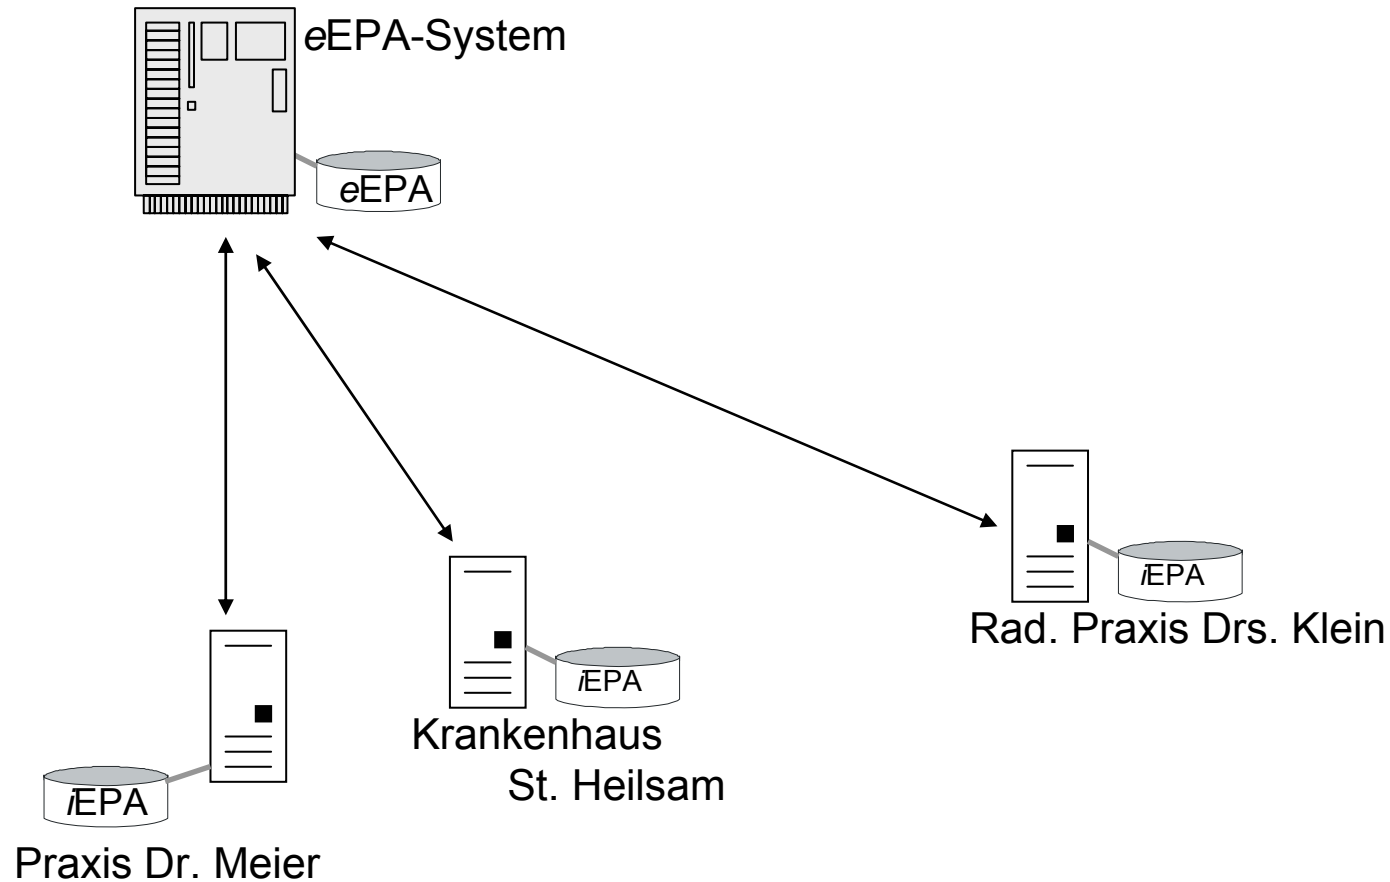 eEPA-System
eEPA
iEPA
Rad. Praxis Drs. Klein
iEPA
Krankenhaus
St. Heilsam
iEPA
Praxis Dr. Meier